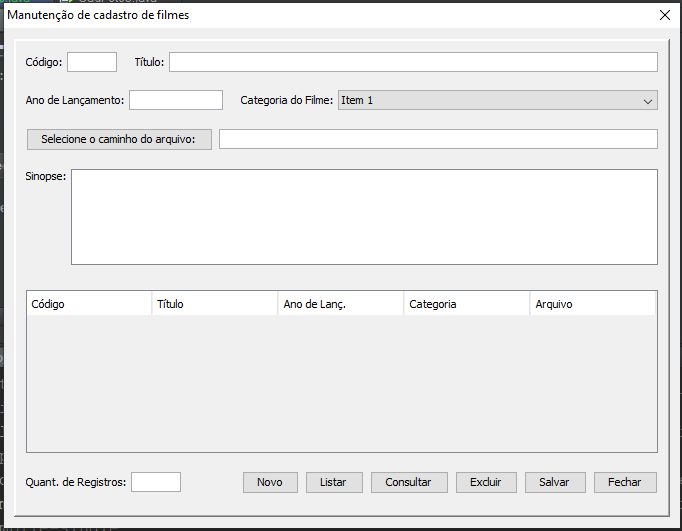 Manutenção de cadastro de filmes
Código: Título:
Ano de Lançamento: Categoria do Filme: Item 1
Selecione o caminho do arquivo:
Sinopse:
Código Título Ano de Lanç. Categoria Arquivo
Quant. de Registros: Novo Listar Consultar Excluir Salvar Fechar